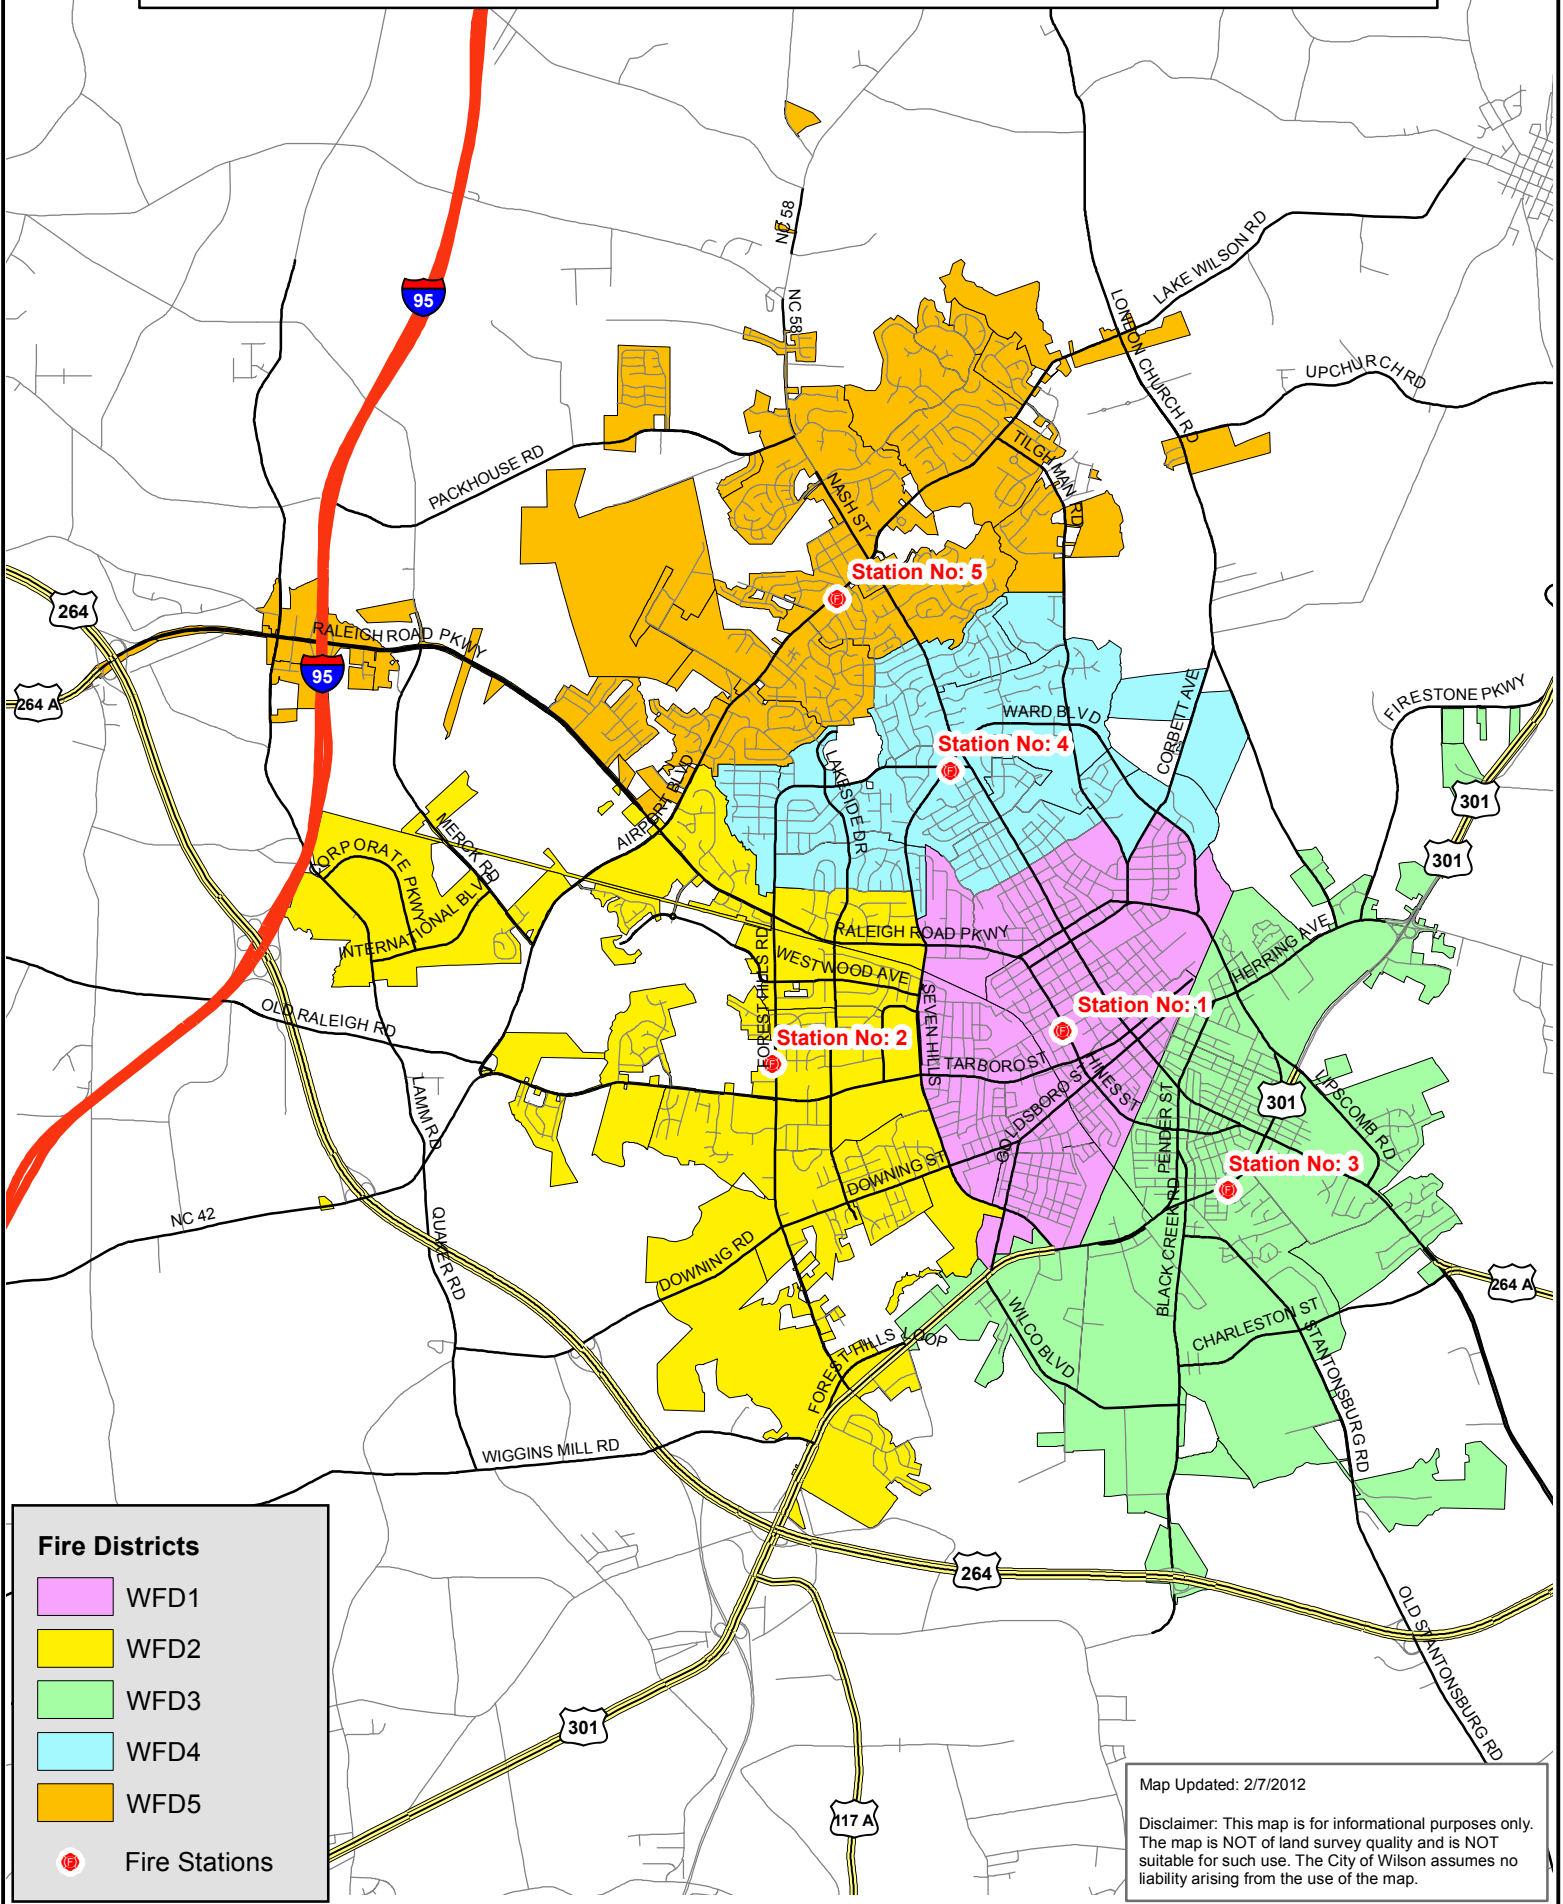 NC 58
LAKE WILSON RD
95
NC 58
LONDON CHURCH RD
UPCHURCH RD
TILGHMAN RD
PACKHOUSE RD
NASH ST
Station No: 5
264
RALEIGH ROAD PKWY
95
264 A
CORBETT AVE
FIRESTONE PKWY
WARD BLVD
Station No: 4
LAKESIDE DR
301
AIRPORT BLVD
MERCK RD
301
CORPORATE PKWY
INTERNATIONAL BLVD
RALEIGH ROAD PKWY
FOREST HILLS RD
WESTWOOD AVE
HERRING AVE
SEVEN HILLS
Station No: 1
OLD RALEIGH RD
Station No: 2
TARBORO ST
HINES ST
GOLDSBORO ST
301
LIPSCOMB RD
LAMM RD
PENDER ST
DOWNING ST
Station No: 3
NC 42
QUAKER RD
BLACK CREEK RD
DOWNING RD
264 A
WILCO BLVD
CHARLESTON ST
STANTONSBURG RD
FOREST HILLS LOOP
WIGGINS MILL RD
264
OLD STANTONSBURG RD
301
117 A
Fire Districts
WFD1
WFD2
WFD3
WFD4
WFD5
F Fire Stations
Map Updated: 2/7/2012
Disclaimer: This map is for informational purposes only.
The map is NOT of land survey quality and is NOT
suitable for such use. The City of Wilson assumes no
liability arising from the use of the map.